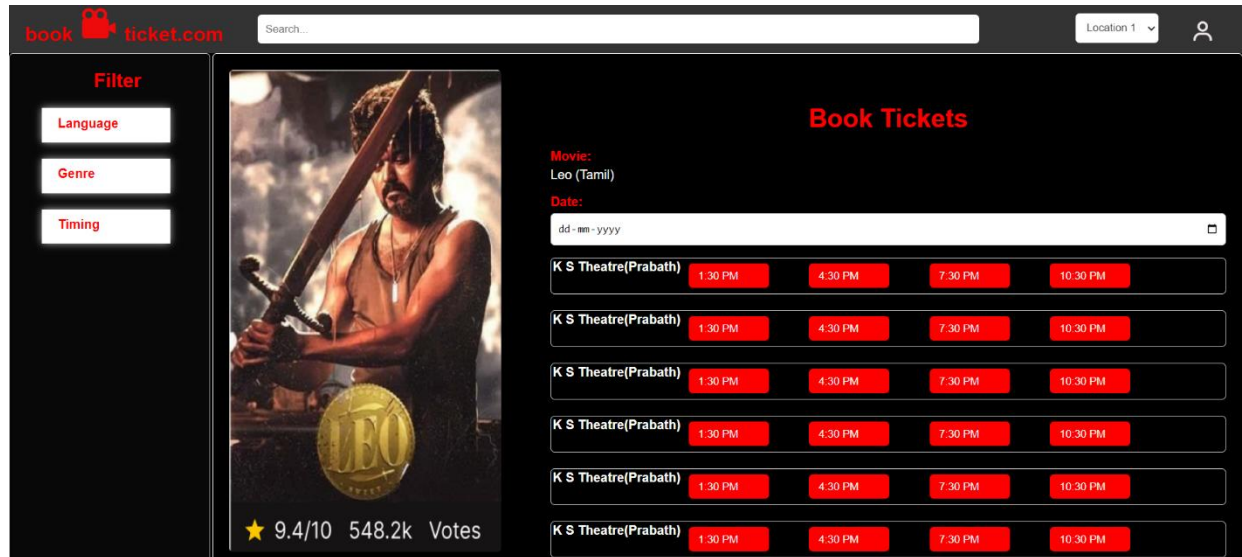 book ticket.com
Search...
Location 1
Filter
Language
Genre
Timing
LEO
9.4/10 548.2k Votes
Book Tickets
Movie:
Leo (Tamil)
Date:
dd-mm-yyyy
K S Theatre(Prabath) 1:30 PM 4:30 PM 7:30 PM 10:30 PM
K S Theatre(Prabath) 1:30 PM 4:30 PM 7:30 PM 10:30 PM
K S Theatre(Prabath) 1:30 PM 4:30 PM 7:30 PM 10:30 PM
K S Theatre(Prabath) 1:30 PM 4:30 PM 7:30 PM 10:30 PM
K S Theatre(Prabath) 1:30 PM 4:30 PM 7:30 PM 10:30 PM
K S Theatre(Prabath) 1:30 PM 4:30 PM 7:30 PM 10:30 PM